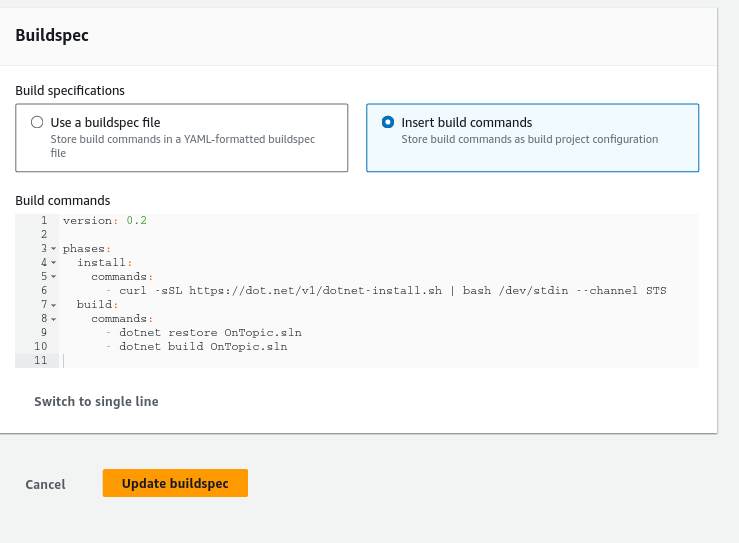 Buildspec
Build specifications
Use a buildspec file
Store build commands in a YAML-formatted buildspec
file
Insert build commands
Store build commands as build project configuration
Build commands
1 version: 0.2
2
3 phases:
4   install:
5     commands:
6       - curl -sSL https://dot.net/v1/dotnet-install.sh | bash /dev/stdin --channel STS
7   build:
8     commands:
9       - dotnet restore OnTopic.sln
10       - dotnet build OnTopic.sln
11
Switch to single line
Cancel
Update buildspec